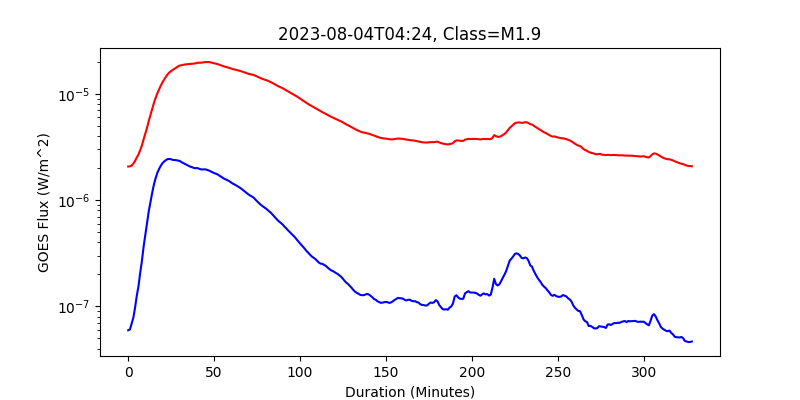 2023-08-04T04:24, Class=M1.9
GOES Flux (W/m^2)
10^-5
10^-6
10^-7
0 50 100 150 200 250 300
Duration (Minutes)